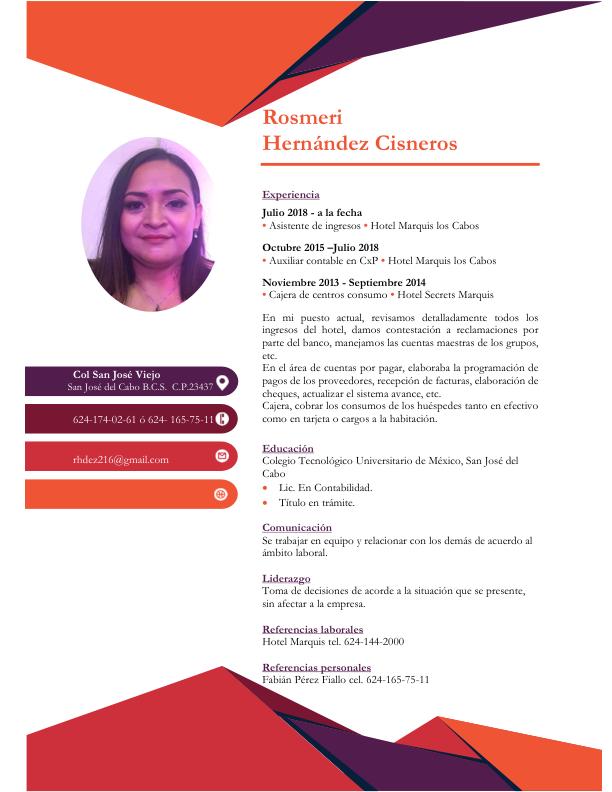 Rosmeri
Hernández Cisneros
Col San José Viejo
San José del Cabo B.C.S.  C.P.23437
624-174-02-61 ó 624- 165-75-11
rhdez216@gmail.com
Experiencia
Julio 2018 - a la fecha
• Asistente de ingresos • Hotel Marquis los Cabos
Octubre 2015 –Julio 2018
• Auxiliar contable en CxP • Hotel Marquis los Cabos
Noviembre 2013 - Septiembre 2014
• Cajera de centros consumo • Hotel Secrets Marquis
En mi puesto actual, revisamos detalladamente todos los
ingresos del hotel, damos contestación a reclamaciones por
parte del banco, manejamos las cuentas maestras de los grupos,
etc.
En el área de cuentas por pagar, elaboraba la programación de
pagos de los proveedores, recepción de facturas, elaboración de
cheques, actualizar el sistema avance, etc.
Cajera, cobrar los consumos de los huéspedes tanto en efectivo
como en tarjeta o cargos a la habitación.
Educación
Colegio Tecnológico Universitario de México, San José del
Cabo
• Lic. En Contabilidad.
• Título en trámite.
Comunicación
Se trabajar en equipo y relacionar con los demás de acuerdo al
ámbito laboral.
Liderazgo
Toma de decisiones de acorde a la situación que se presente,
sin afectar a la empresa.
Referencias laborales
Hotel Marquis tel. 624-144-2000
Referencias personales
Fabián Pérez Fiallo cel. 624-165-75-11